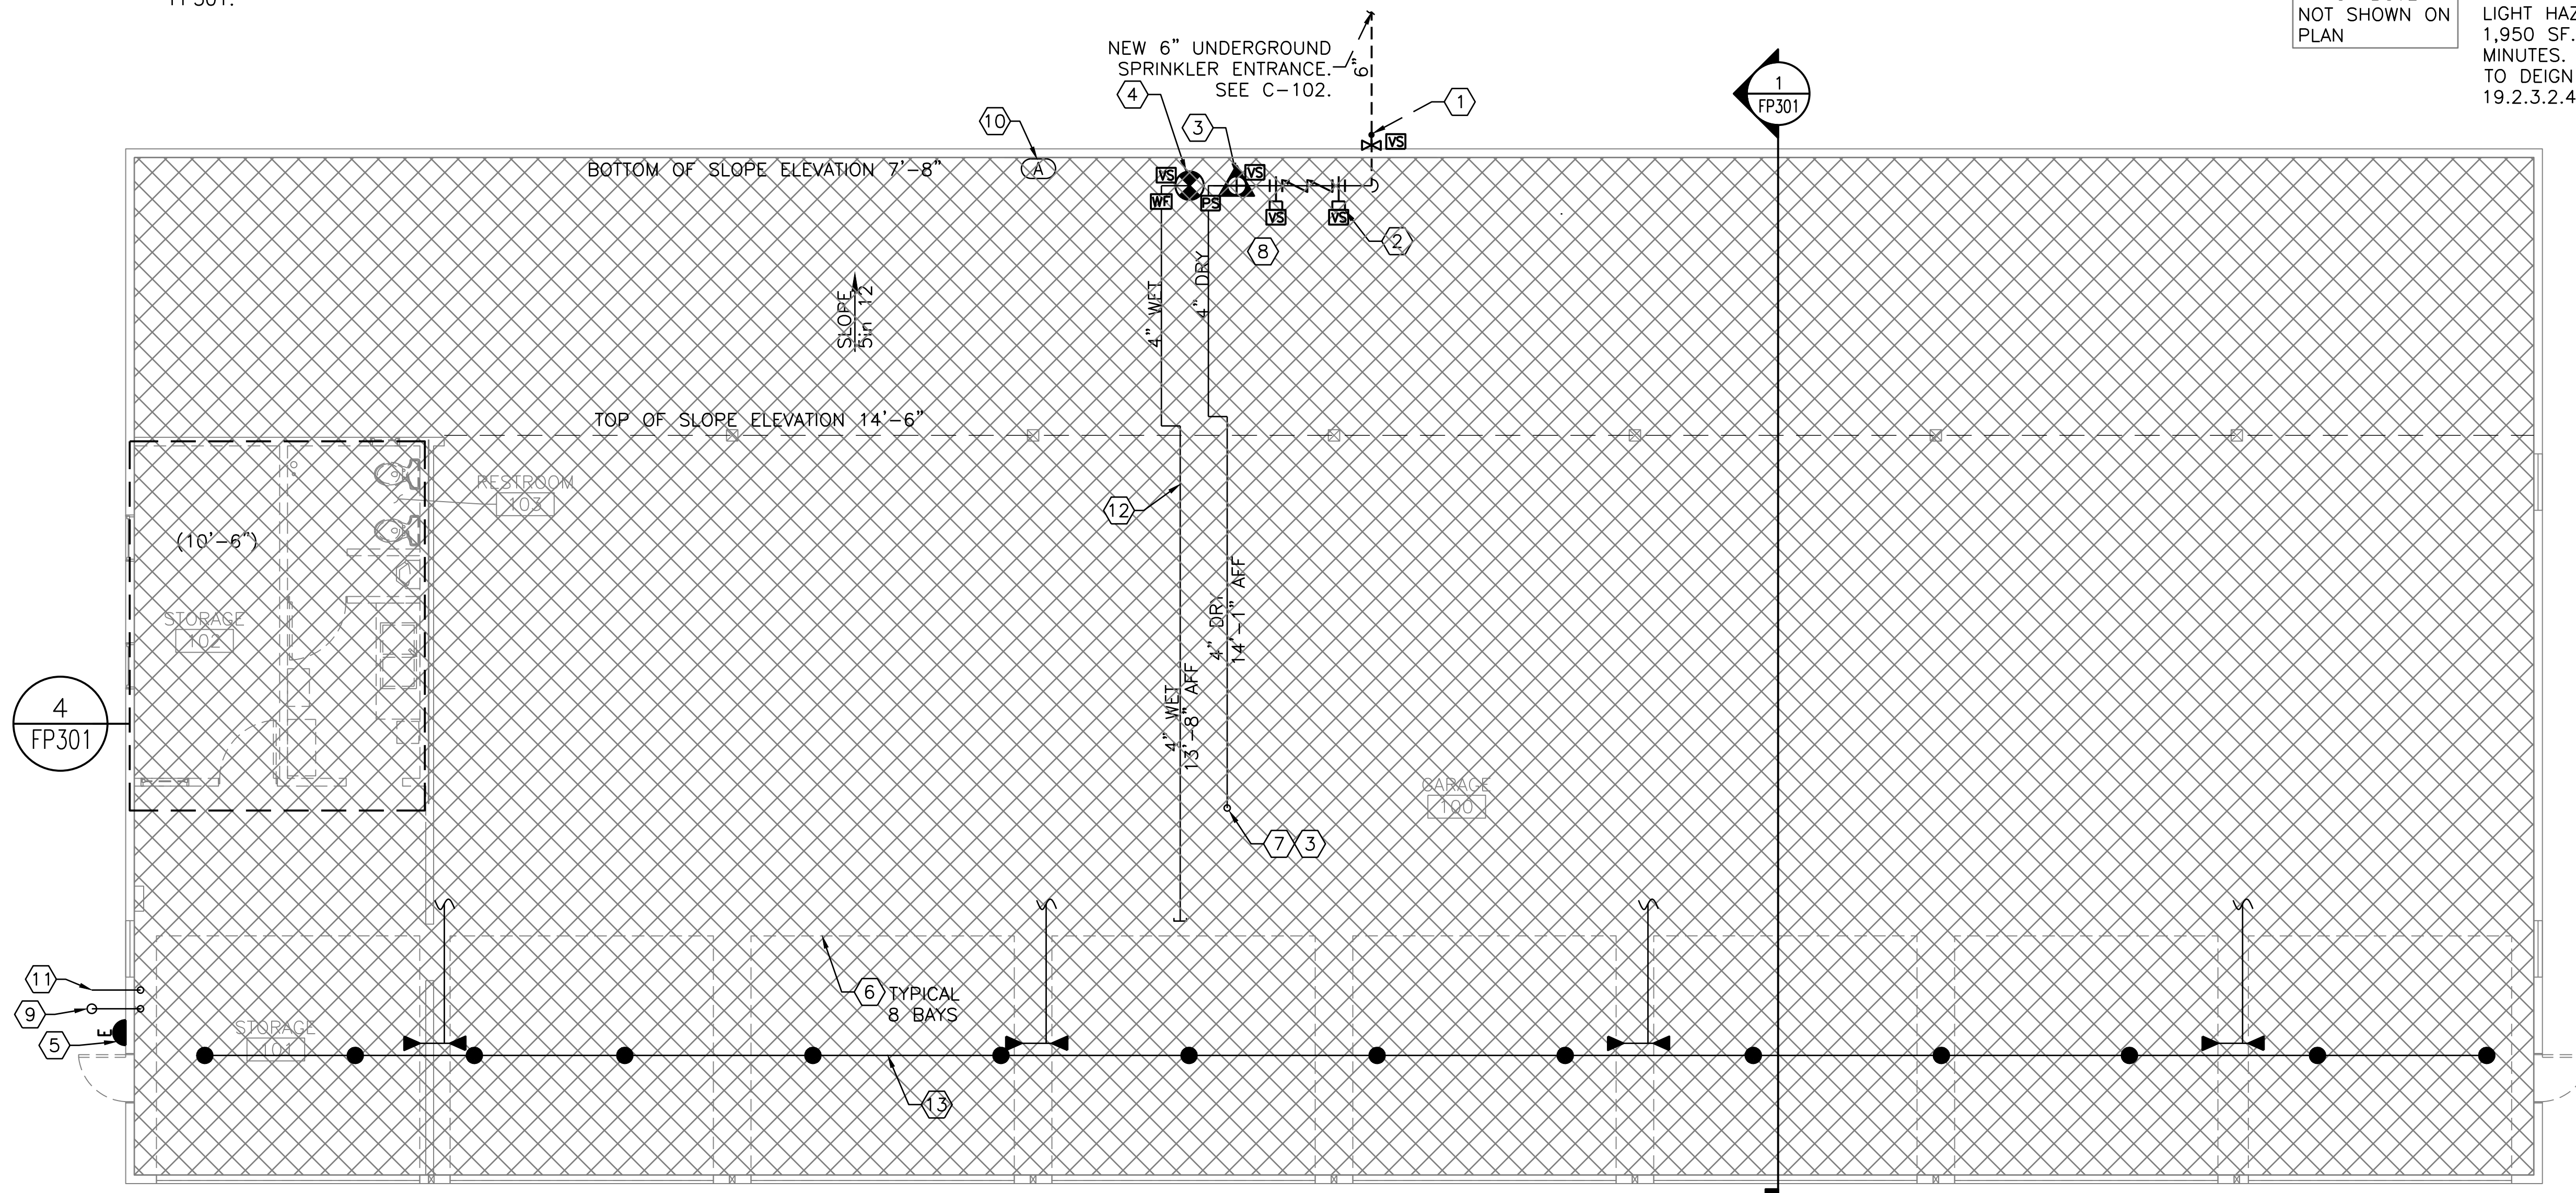 FP301.
NOT SHOWN ON
PLAN
LIGHT HAZ
1,950 SF.
MINUTES.
TO DEIGN
19.2.3.2.4
NEW 6" UNDERGROUND
SPRINKLER ENTRANCE.
SEE C-102.
6"
1
VS
1
FP301
4
3
10
A
BOTTOM OF SLOPE ELEVATION 7'-8"
VS
VS
WF
PS
VS
VS
2
8
SLOPE
5in 12
4" WET
4" DRY
TOP OF SLOPE ELEVATION 14'-6"
RESTROOM
103
(10'-6")
12
STORAGE
102
4" DRY
14'-1" AFF
4" WET
13'-8" AFF
4
FP301
GARAGE
100
7
3
11
9
5
E
6
TYPICAL
8 BAYS
STORAGE
101
13